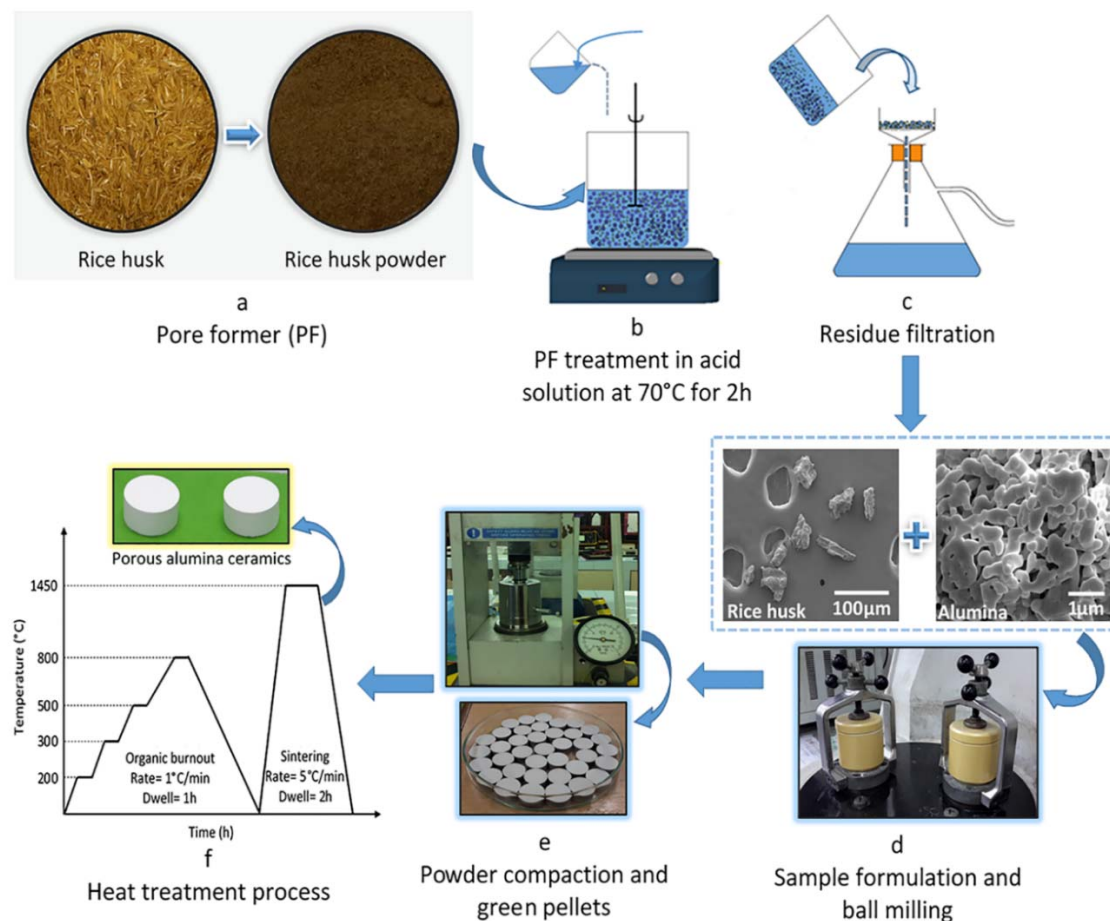 Rice husk
Rice husk powder
a
Pore former (PF)
b
PF treatment in acid
solution at 70°C for 2h
c
Residue filtration
Rice husk
100µm
Alumina
1µm
d
Sample formulation and
ball milling
e
Powder compaction and
green pellets
Porous alumina ceramics
Temperature (°C)
1450
800
500
300
200
Organic burnout
Rate= 1°C/min
Dwell= 1h
Sintering
Rate= 5°C/min
Dwell= 2h
Time (h)
f
Heat treatment process